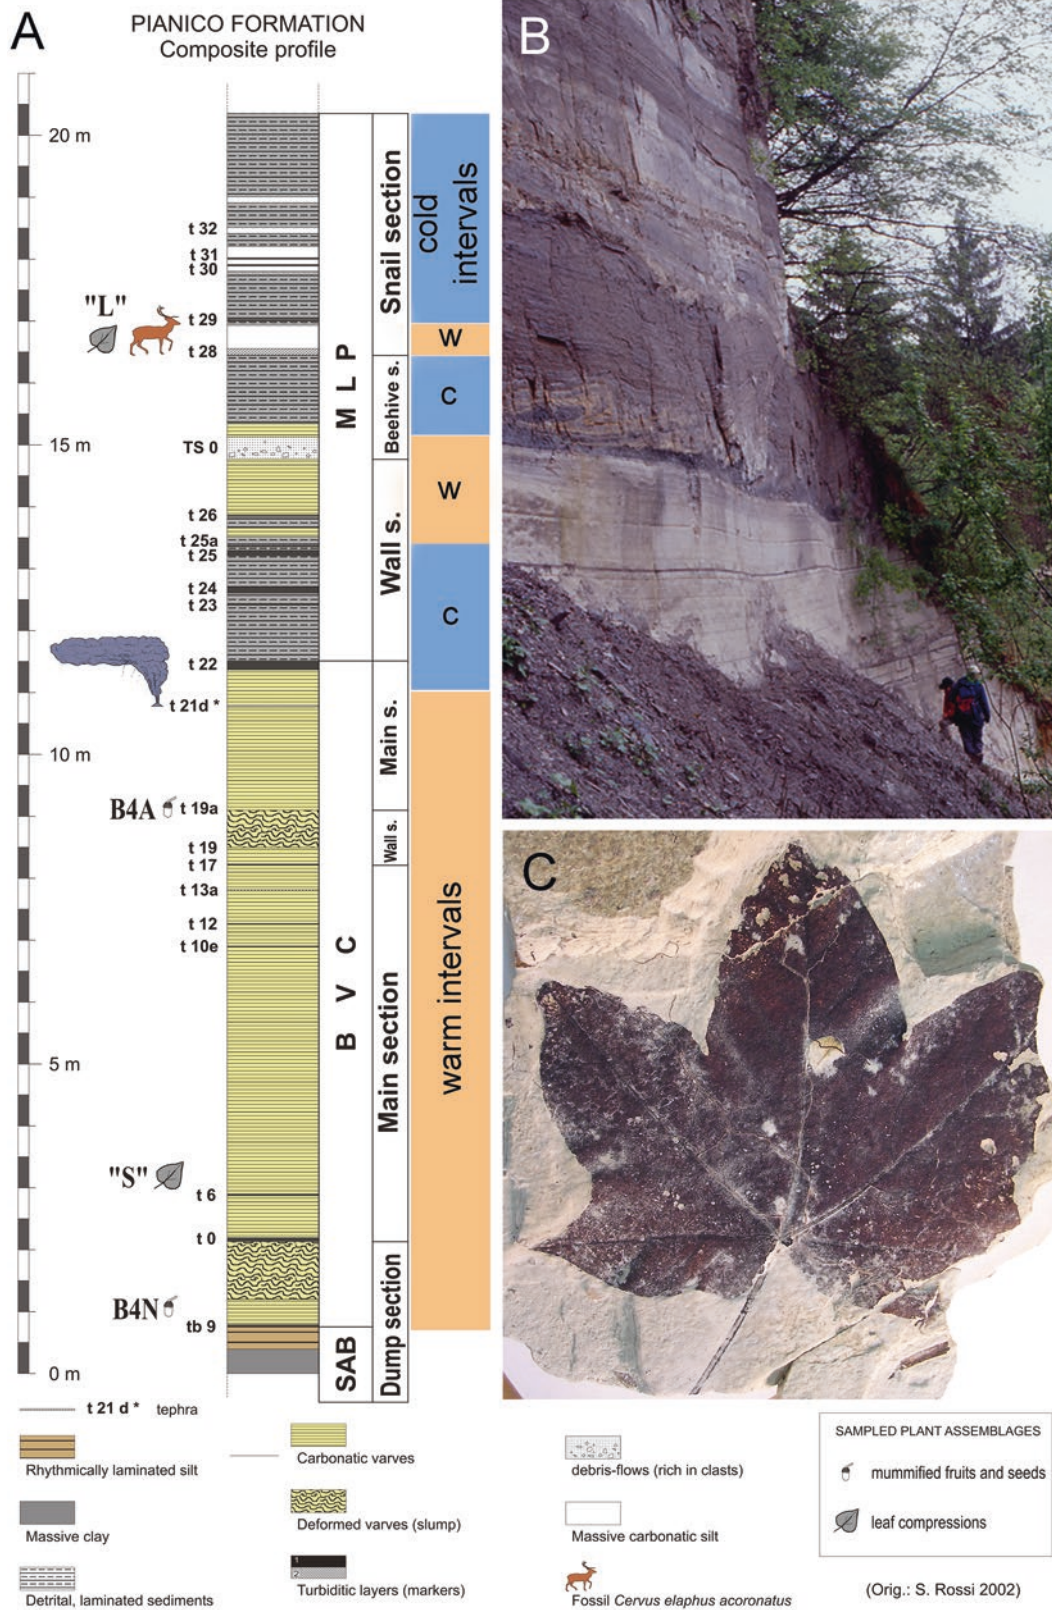 A
PIANICO FORMATION
Composite profile
20 m
t 32
t 31
t 30
"L"
t 29
t 28
TS 0
15 m
t 26
t 25a
t 25
t 24
t 23
t 22
t 21d *
10 m
B4A
t 19a
t 19
t 17
t 13a
t 12
t 10e
5 m
"S"
t 6
t 0
B4N
tb 9
0 m
M L P
B V C
SAB
Snail section
Beehive s.
Wall s.
Main s.
Wall s.
Main section
Dump section
cold
intervals
W
C
W
C
warm intervals
B
C
t 21 d * tephra
Rhythmically laminated silt
Massive clay
Detrital, laminated sediments
Carbonatic varves
Deformed varves (slump)
1
2
Turbiditic layers (markers)
debris-flows (rich in clasts)
Massive carbonatic silt
Fossil Cervus elaphus acoronatus
SAMPLED PLANT ASSEMBLAGES
mummified fruits and seeds
leaf compressions
(Orig.: S. Rossi 2002)